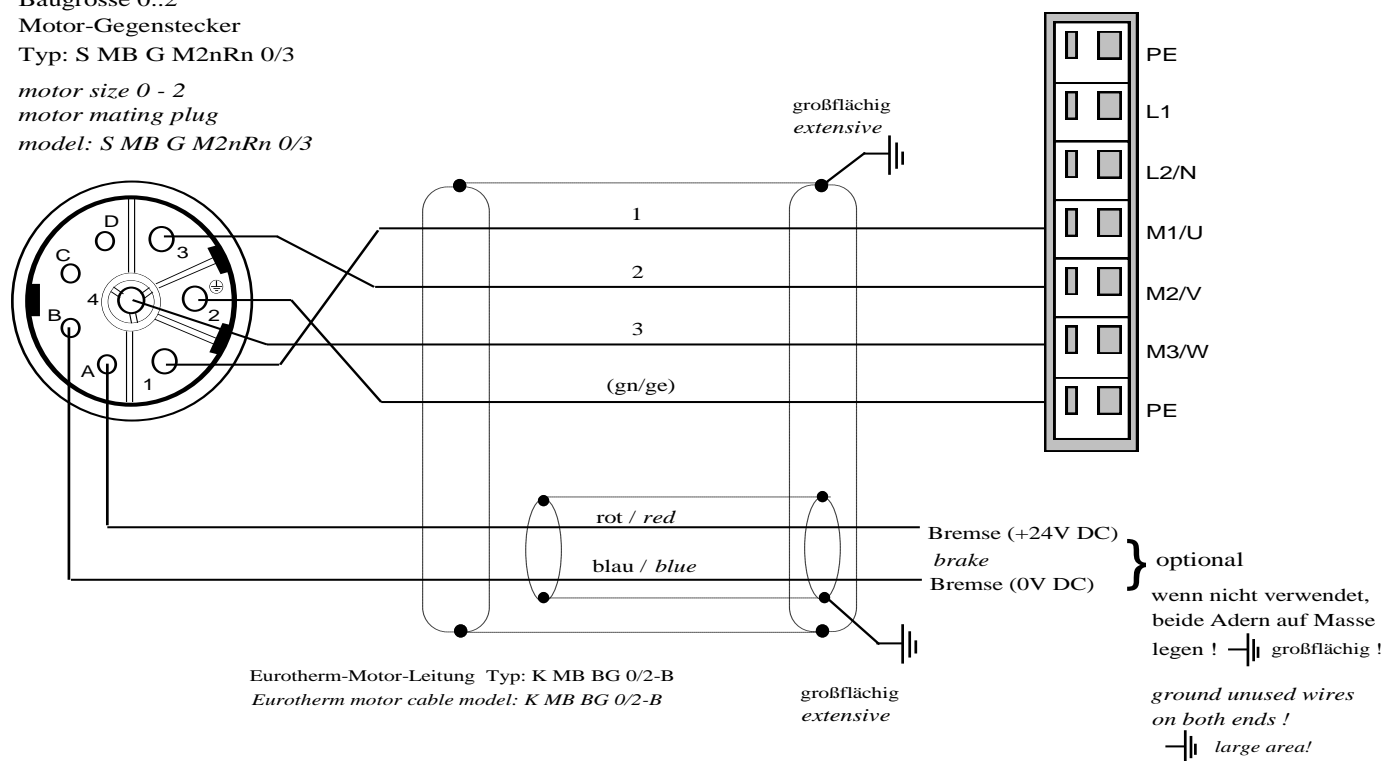 Baugrösse 0..2
Motor-Gegenstecker
Typ: S MB G M2nRn 0/3
motor size 0 - 2
motor mating plug
model: S MB G M2nRn 0/3
großflächig
extensive
PE
L1
L2/N
M1/U
M2/V
M3/W
PE
1
2
3
(gn/ge)
D
3
C
4
2
B
A
1
rot / red
blau / blue
Bremse (+24V DC)
brake
Bremse (0V DC)
} optional
wenn nicht verwendet,
beide Adern auf Masse
legen ! großflächig !
ground unused wires
on both ends !
large area!
Eurotherm-Motor-Leitung Typ: K MB BG 0/2-B
Eurotherm motor cable model: K MB BG 0/2-B
großflächig
extensive